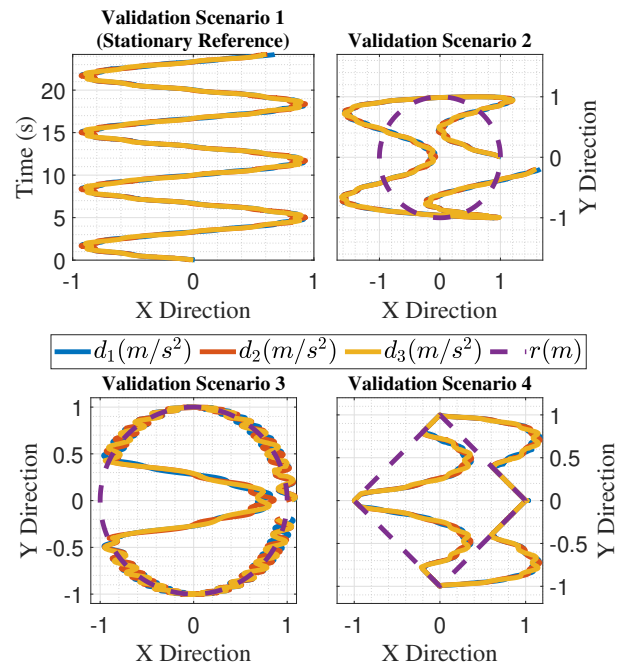 Validation Scenario 1
(Stationary Reference)
Validation Scenario 2
20
15
10
5
0
Time (s)
-1 0 1
X Direction
1
0
-1
Y Direction
-1 0 1
X Direction
d1(m/s²) d2(m/s²) d3(m/s²) r(m)
Validation Scenario 3
Validation Scenario 4
1
0.5
0
-0.5
-1
Y Direction
-1 0 1
X Direction
1
0.5
0
-0.5
-1
Y Direction
-1 0 1
X Direction